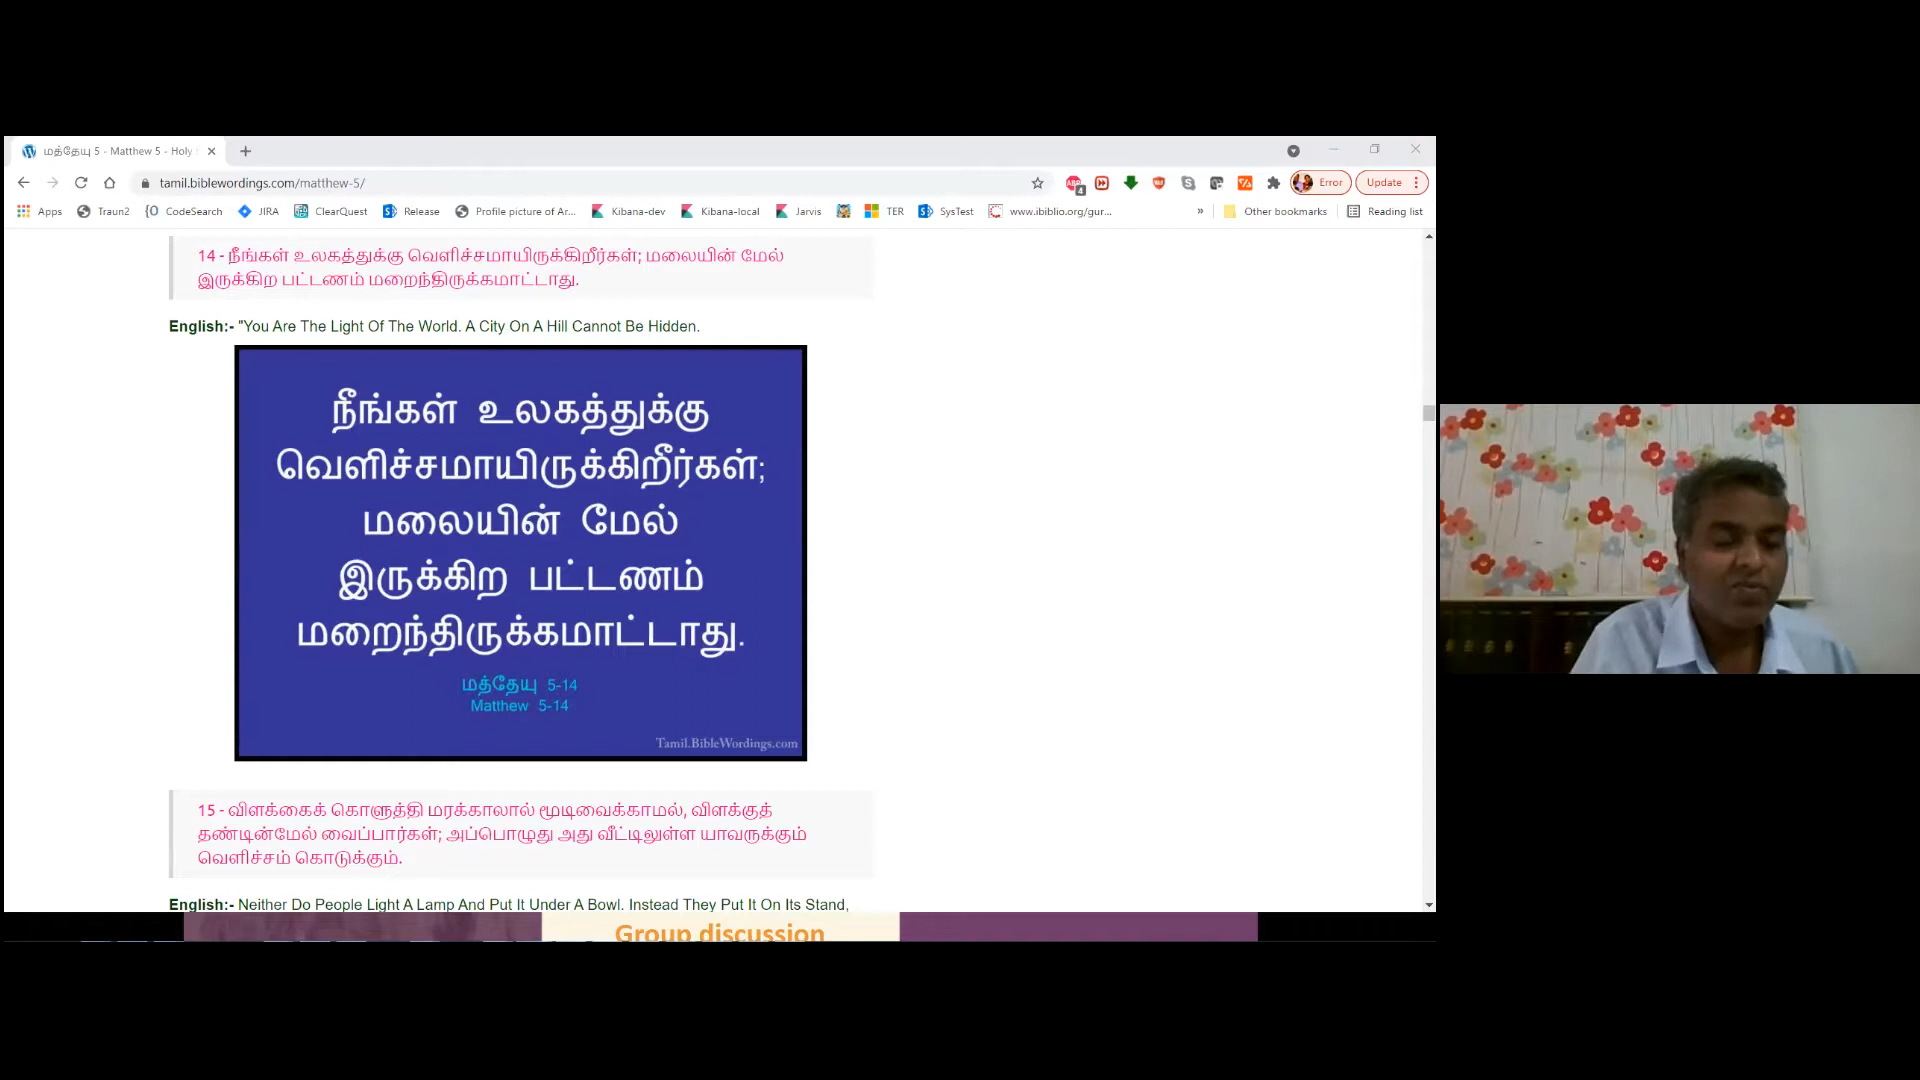 மத்தேயு 5 - Matthew 5 - Holy
tamil.biblewordings.com/matthew-5/
4
Error
Update
Apps
Traun2
CodeSearch
JIRA
ClearQuest
Release
Profile picture of Ar...
Kibana-dev
Kibana-local
Jarvis
TER
SysTest
www.ibiblio.org/gur...
»
Other bookmarks
Reading list
14 - நீங்கள் உலகத்துக்கு வெளிச்சமாயிருக்கிறீர்கள்; மலையின் மேல்
இருக்கிற பட்டணம் மறைந்திருக்கமாட்டாது.
English:- "You Are The Light Of The World. A City On A Hill Cannot Be Hidden.
நீங்கள் உலகத்துக்கு
வெளிச்சமாயிருக்கிறீர்கள்;
மலையின் மேல்
இருக்கிற பட்டணம்
மறைந்திருக்கமாட்டாது.
மத்தேயு 5-14
Matthew 5-14
Tamil.BibleWordings.com
15 - விளக்கைக் கொளுத்தி மரக்காலால் மூடிவைக்காமல், விளக்குத்
தண்டின்மேல் வைப்பார்கள்; அப்பொழுது அது வீட்டிலுள்ள யாவருக்கும்
வெளிச்சம் கொடுக்கும்.
English:- Neither Do People Light A Lamp And Put It Under A Bowl. Instead They Put It On Its Stand,
Group discussion